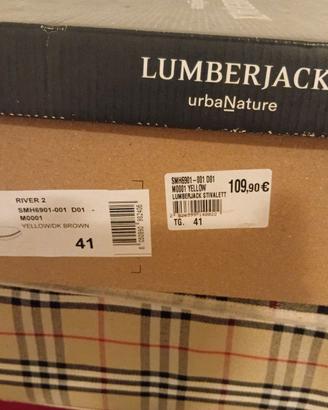 LUMBERJACK
urbaNature
RIVER 2
SMH6901-001 D01 -
M0001
YELLOW/DK BROWN
41
SMH6901-001 D01
M0001 YELLOW
LUMBERJACK STIVALETT
109,90€
TG. 41